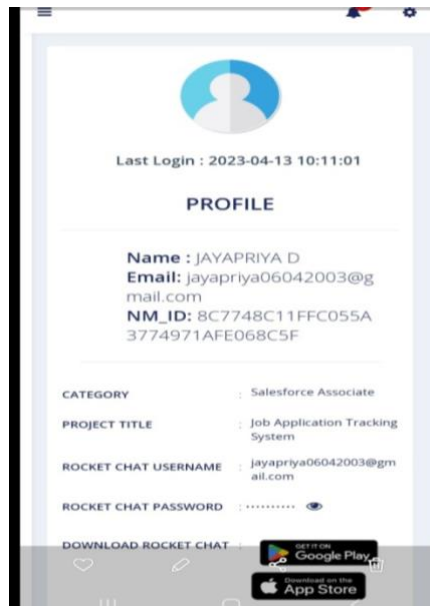 Last Login : 2023-04-13 10:11:01
PROFILE
Name : JAYAPRIYA D
Email: jayapriya06042003@g
mail.com
NM_ID: 8C7748C11FFC055A
3774971AFE068C5F
CATEGORY : Salesforce Associate
PROJECT TITLE : Job Application Tracking
System
ROCKET CHAT USERNAME : jayapriya06042003@gm
ail.com
ROCKET CHAT PASSWORD : ··········
DOWNLOAD ROCKET CHAT :
GET IT ON
Google Play
Download on the
App Store